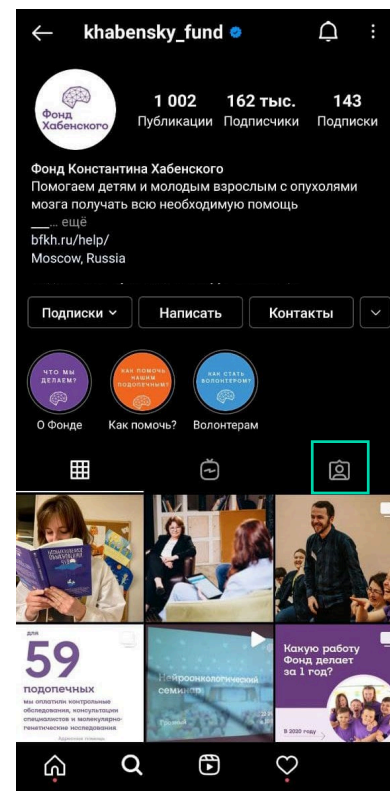 khabensky_fund
Фонд
Хабенского
1 002
162 тыс.
143
Публикации
Подписчики
Подписки
Фонд Константина Хабенского
Помогаем детям и молодым взрослым с опухолями
мозга получать всю необходимую помощь
__... ещё
bfkh.ru/help/
Moscow, Russia
Подписки
Написать
Контакты
ЧТО МЫ
ДЕЛАЕМ?
КАК ПОМОЧЬ
НАШИМ
ПОДОПЕЧНЫМ?
КАК СТАТЬ
ВОЛОНТЕРОМ?
О Фонде
Как помочь?
Волонтерам
для
59
подопечных
мы оплатили контрольные
обследования, консультации
специалистов и молекулярно-
генетические исследования
Адресная помощь
Нейроонкологический
семинар
Какую работу
Фонд делает
за 1 год?
В 2020 году